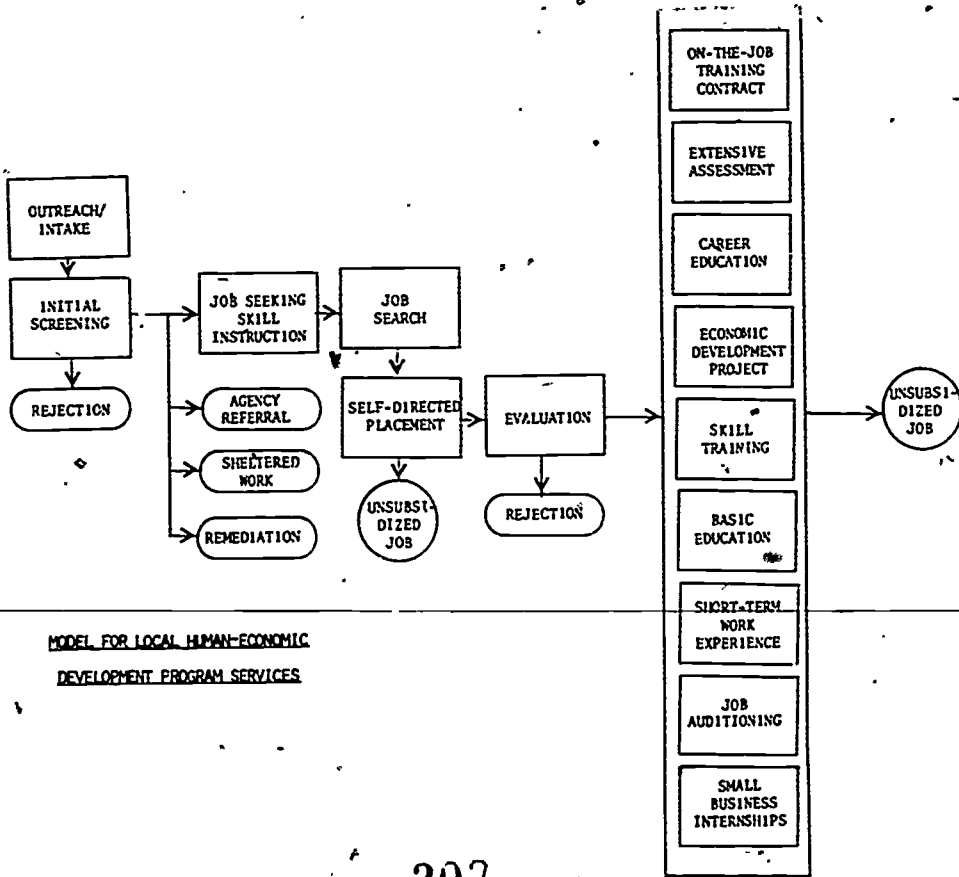 OUTREACH/
INTAKE
INITIAL
SCREENING
REJECTION
JOB SEEKING
SKILL
INSTRUCTION
AGENCY
REFERRAL
SHELTERED
WORK
REMEDIATION
JOB
SEARCH
SELF-DIRECTED
PLACEMENT
UNSUBSI-
DIZED
JOB
EVALUATION
REJECTION
ON-THE-JOB
TRAINING
CONTRACT
EXTENSIVE
ASSESSMENT
CAREER
EDUCATION
ECONOMIC
DEVELOPMENT
PROJECT
SKILL
TRAINING
BASIC
EDUCATION
SHORT-TERM
WORK
EXPERIENCE
JOB
AUDITIONING
SMALL
BUSINESS
INTERNSHIPS
UNSUBSI-
DIZED
JOB
MODEL FOR LOCAL HUMAN-ECONOMIC
DEVELOPMENT PROGRAM SERVICES